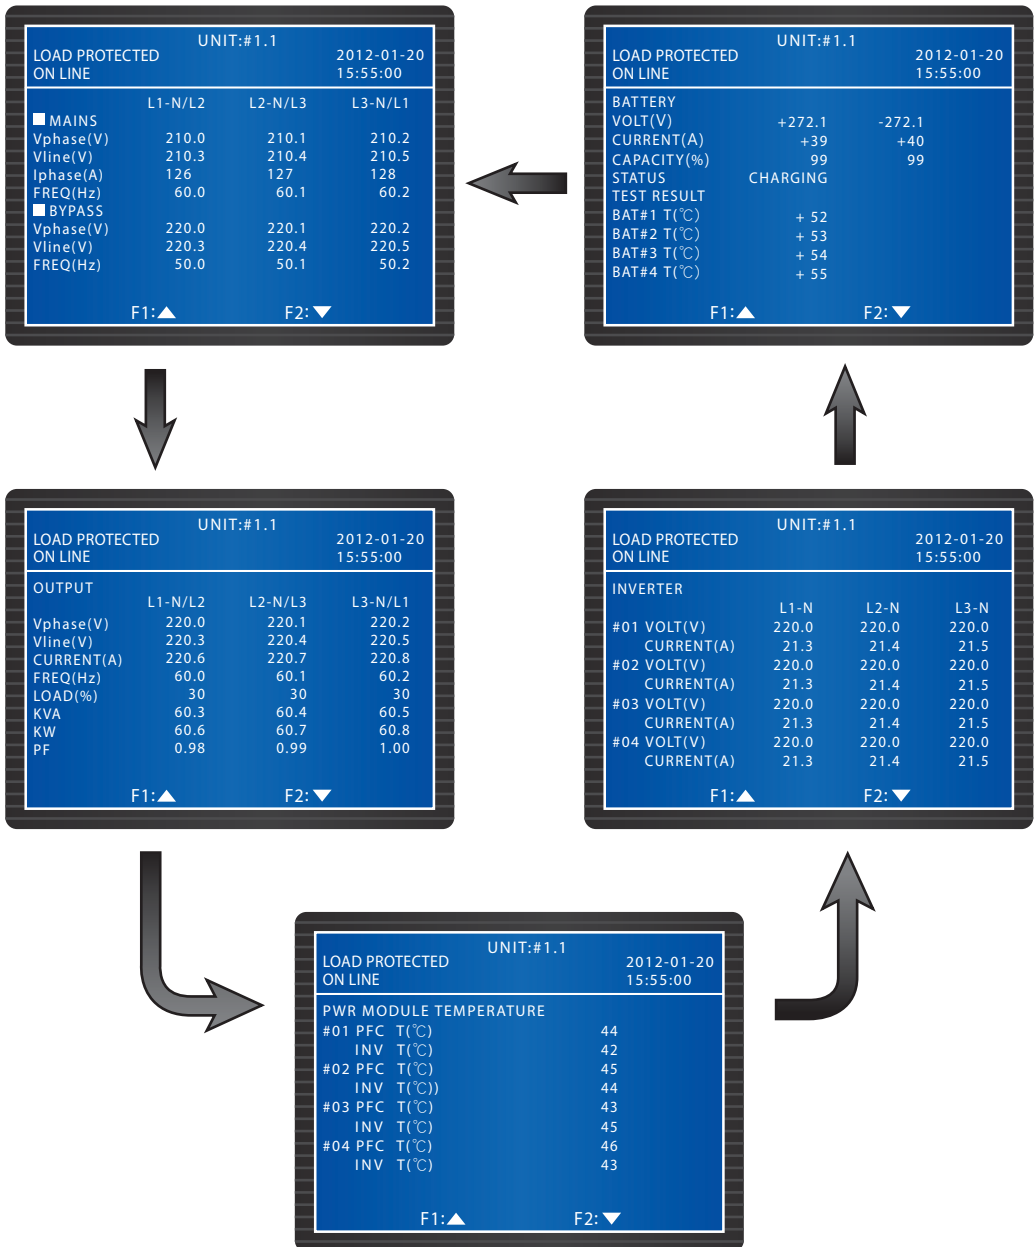 UNIT:#1.1
LOAD PROTECTED 2012-01-20
ON LINE 15:55:00
L1-N/L2 L2-N/L3 L3-N/L1
MAINS
Vphase(V) 210.0 210.1 210.2
Vline(V) 210.3 210.4 210.5
Iphase(A) 126 127 128
FREQ(Hz) 60.0 60.1 60.2
BYPASS
Vphase(V) 220.0 220.1 220.2
Vline(V) 220.3 220.4 220.5
FREQ(Hz) 50.0 50.1 50.2
F1:▲ F2:▼
UNIT:#1.1
LOAD PROTECTED 2012-01-20
ON LINE 15:55:00
BATTERY
VOLT(V) +272.1 -272.1
CURRENT(A) +39 +40
CAPACITY(%) 99 99
STATUS CHARGING
TEST RESULT
BAT#1 T(℃) + 52
BAT#2 T(℃) + 53
BAT#3 T(℃) + 54
BAT#4 T(℃) + 55
F1:▲ F2:▼
UNIT:#1.1
LOAD PROTECTED 2012-01-20
ON LINE 15:55:00
OUTPUT
L1-N/L2 L2-N/L3 L3-N/L1
Vphase(V) 220.0 220.1 220.2
Vline(V) 220.3 220.4 220.5
CURRENT(A) 220.6 220.7 220.8
FREQ(Hz) 60.0 60.1 60.2
LOAD(%) 30 30 30
KVA 60.3 60.4 60.5
KW 60.6 60.7 60.8
PF 0.98 0.99 1.00
F1:▲ F2:▼
UNIT:#1.1
LOAD PROTECTED 2012-01-20
ON LINE 15:55:00
INVERTER
L1-N L2-N L3-N
#01 VOLT(V) 220.0 220.0 220.0
CURRENT(A) 21.3 21.4 21.5
#02 VOLT(V) 220.0 220.0 220.0
CURRENT(A) 21.3 21.4 21.5
#03 VOLT(V) 220.0 220.0 220.0
CURRENT(A) 21.3 21.4 21.5
#04 VOLT(V) 220.0 220.0 220.0
CURRENT(A) 21.3 21.4 21.5
F1:▲ F2:▼
UNIT:#1.1
LOAD PROTECTED 2012-01-20
ON LINE 15:55:00
PWR MODULE TEMPERATURE
#01 PFC T(℃) 44
INV T(℃) 42
#02 PFC T(℃) 45
INV T(℃)) 44
#03 PFC T(℃) 43
INV T(℃) 45
#04 PFC T(℃) 46
INV T(℃) 43
F1:▲ F2:▼